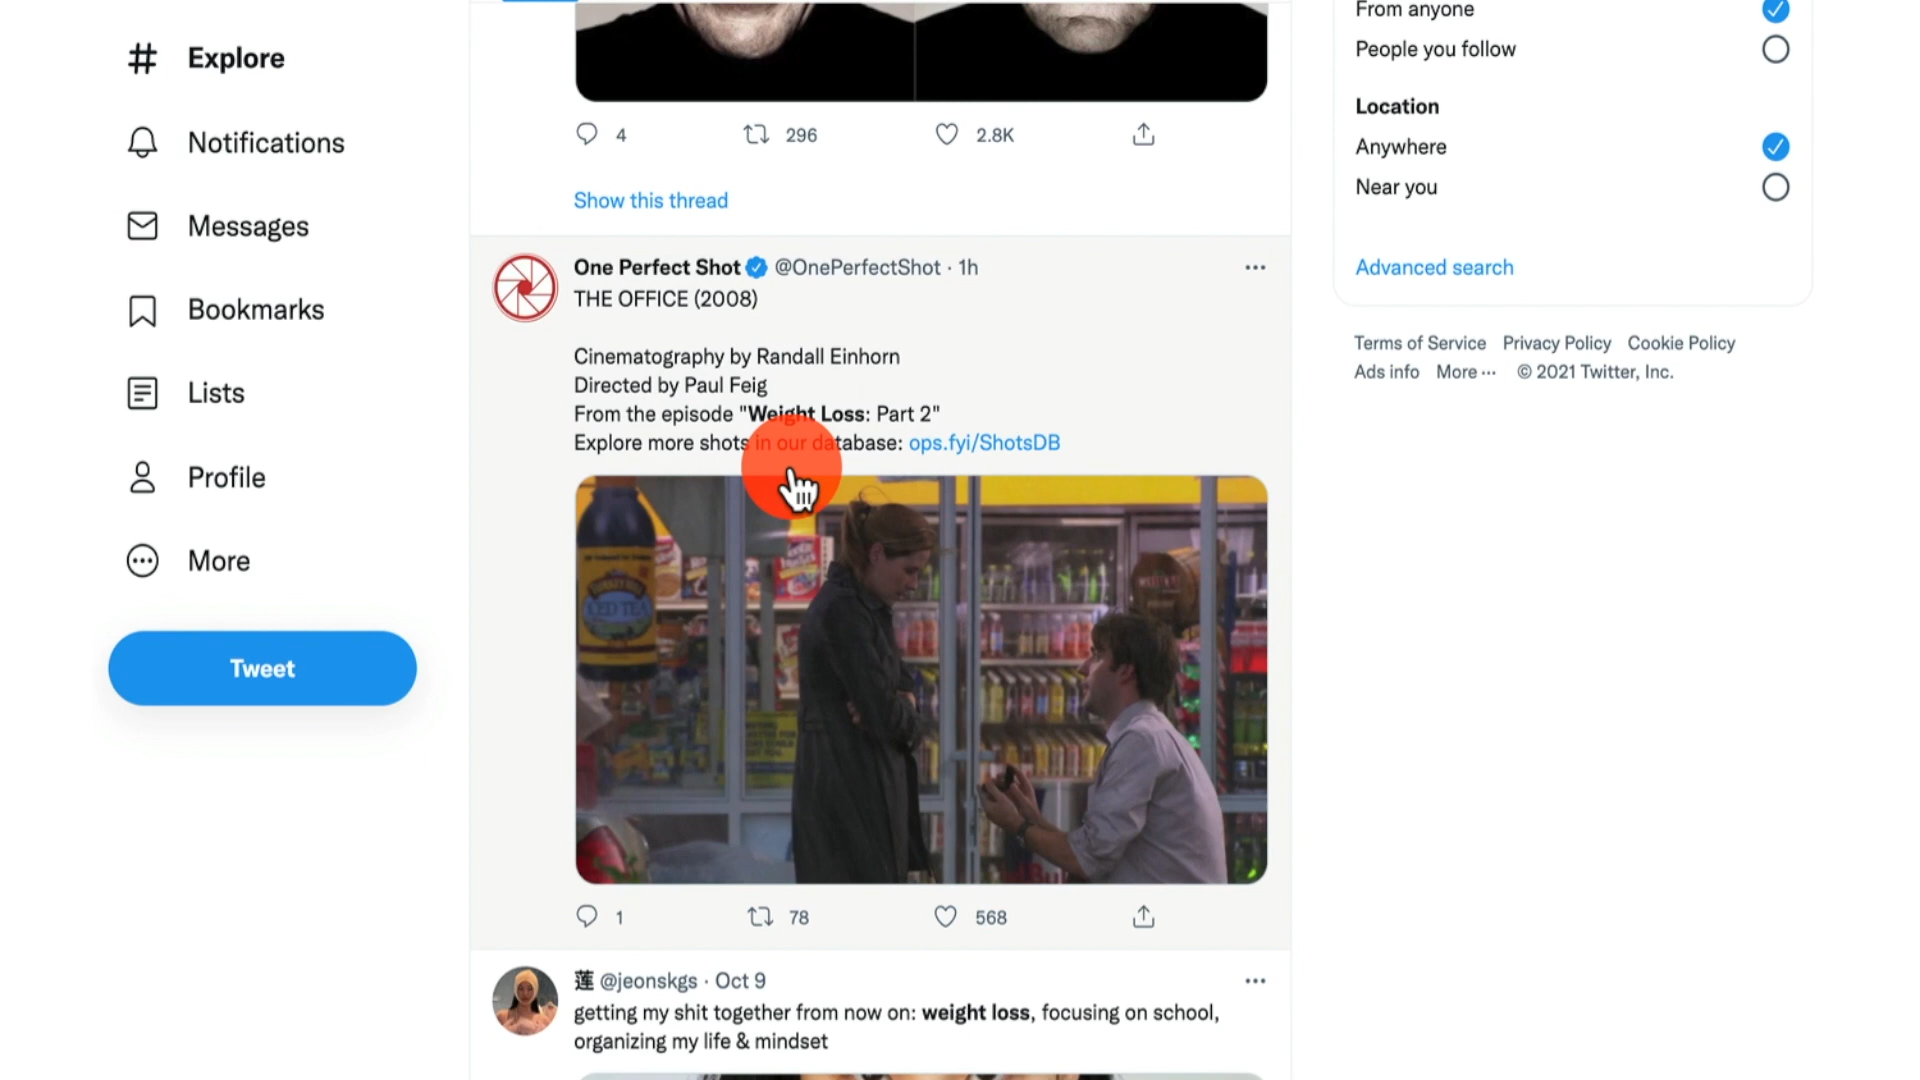 From anyone
Explore
People you follow
Location
Notifications
4
296
2.8K
Anywhere
Near you
Show this thread
Messages
One Perfect Shot @OnePerfectShot · 1h
Advanced search
THE OFFICE (2008)
Bookmarks
Terms of Service Privacy Policy Cookie Policy
Cinematography by Randall Einhorn
Ads info More ··· © 2021 Twitter, Inc.
Directed by Paul Feig
Lists
From the episode "Weight Loss: Part 2"
Explore more shots in our database: ops.fyi/ShotsDB
Profile
More
ICED TEA
Tweet
1
78
568
莲 @jeonskgs · Oct 9
getting my shit together from now on: weight loss, focusing on school,
organizing my life & mindset